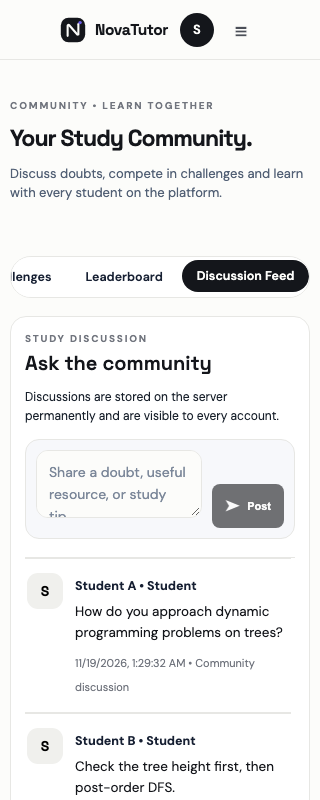 N NovaTutor S ≡
COMMUNITY • LEARN TOGETHER
Your Study Community.
Discuss doubts, compete in challenges and learn
with every student on the platform.
lenges Leaderboard Discussion Feed
STUDY DISCUSSION
Ask the community
Discussions are stored on the server
permanently and are visible to every account.
Share a doubt, useful
resource, or study
tip
Post
S Student A • Student
How do you approach dynamic
programming problems on trees?
11/19/2026, 1:29:32 AM • Community
discussion
S Student B • Student
Check the tree height first, then
post-order DFS.